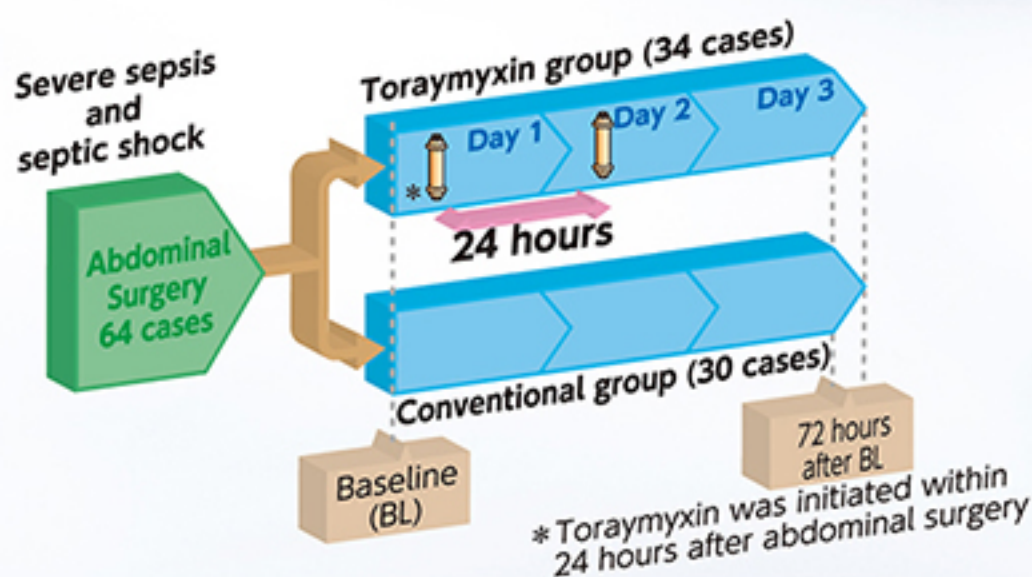 Severe sepsis
and
septic shock
Abdominal
Surgery
64 cases
Toraymyxin group (34 cases)
Day 1
Day 2
Day 3
*
24 hours
Conventional group (30 cases)
Baseline
(BL)
72 hours
after BL
*Toraymyxin was initiated within
24 hours after abdominal surgery